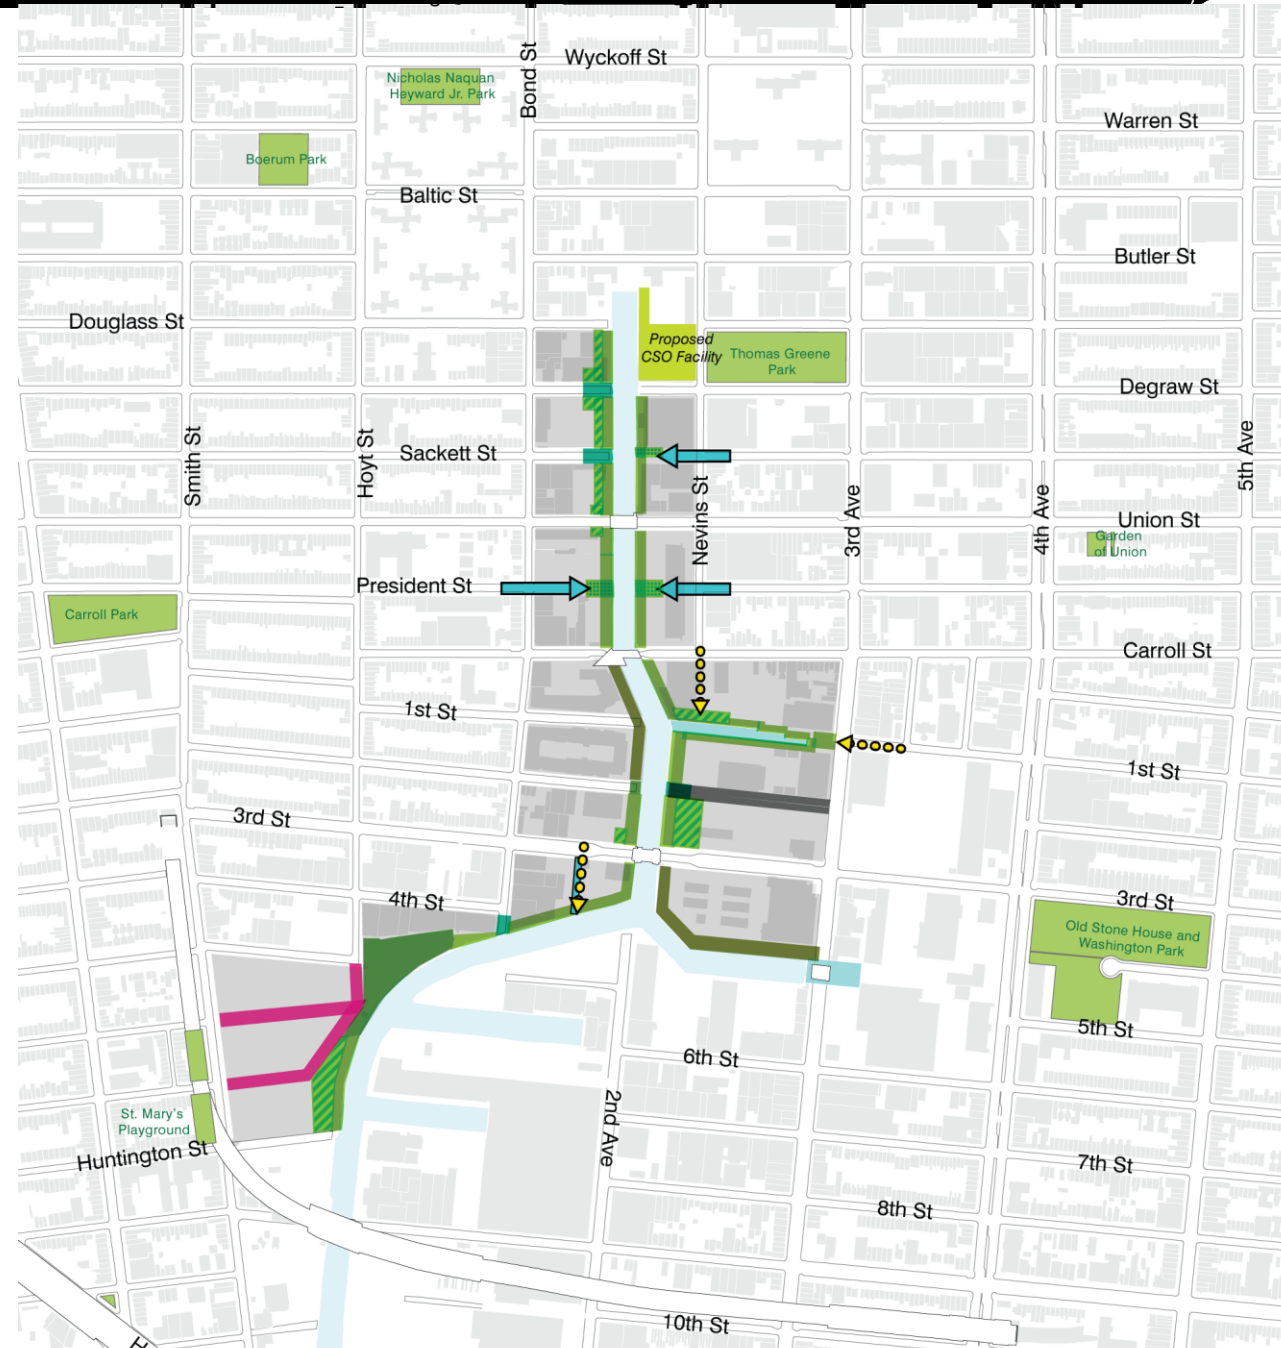 Wyckoff St
Bond St
Nicholas Naquan
Heyward Jr. Park
Warren St
Boerum Park
Baltic St
Butler St
Douglass St
Proposed
CSO Facility
Thomas Greene
Park
Degraw St
Smith St
Hoyt St
Sackett St
Nevins St
3rd Ave
4th Ave
5th Ave
Union St
Garden
of Union
President St
Carroll Park
Carroll St
1st St
1st St
3rd St
4th St
3rd St
Old Stone House and
Washington Park
5th St
6th St
2nd Ave
St. Mary's
Playground
Huntington St
7th St
8th St
10th St